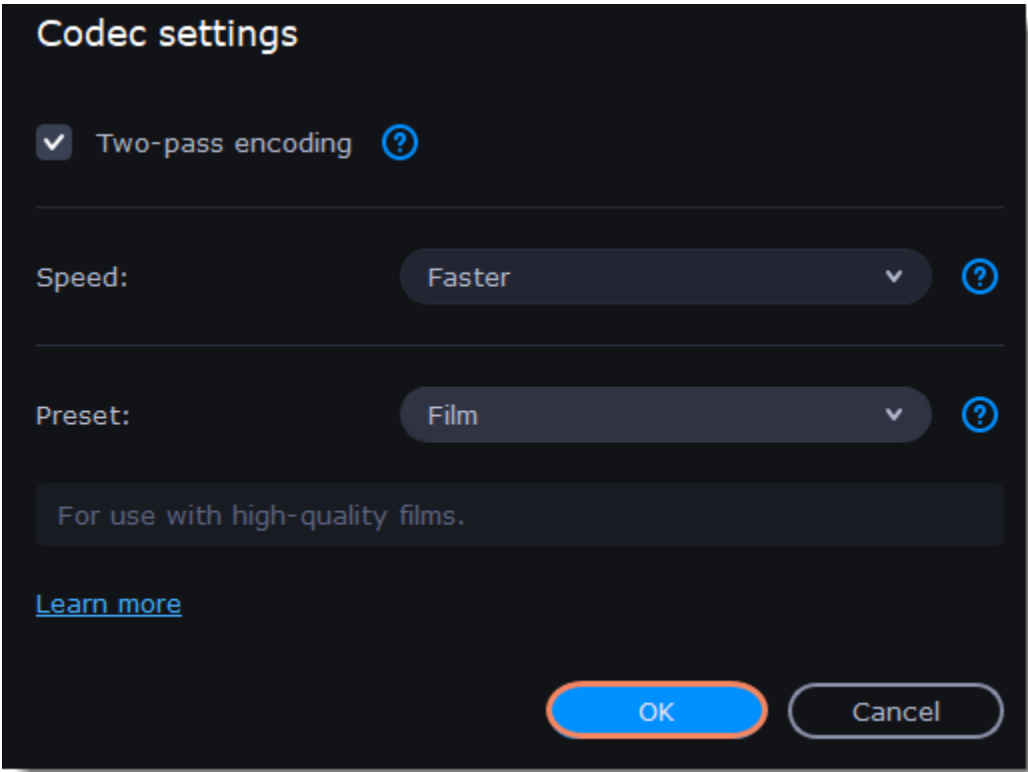 Codec settings
Two-pass encoding ?
Speed: Faster ?
Preset: Film ?
For use with high-quality films.
Learn more
OK Cancel